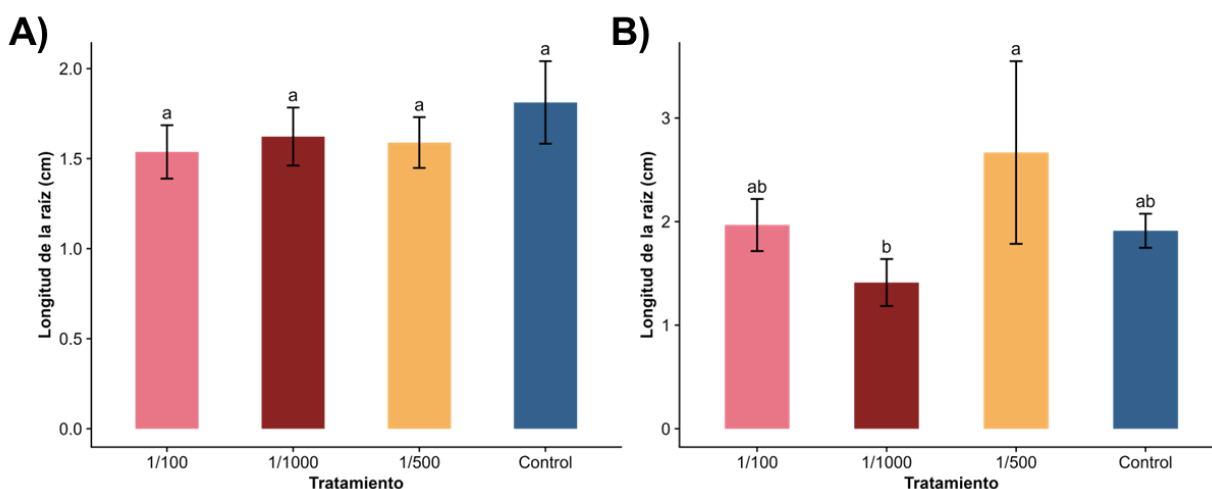 A)
Longitud de la raíz (cm)
2.0
1.5
1.0
0.5
0.0
a
a
a
a
1/100
1/1000
1/500
Control
Tratamiento
B)
Longitud de la raíz (cm)
3
2
1
0
ab
b
a
ab
1/100
1/1000
1/500
Control
Tratamiento